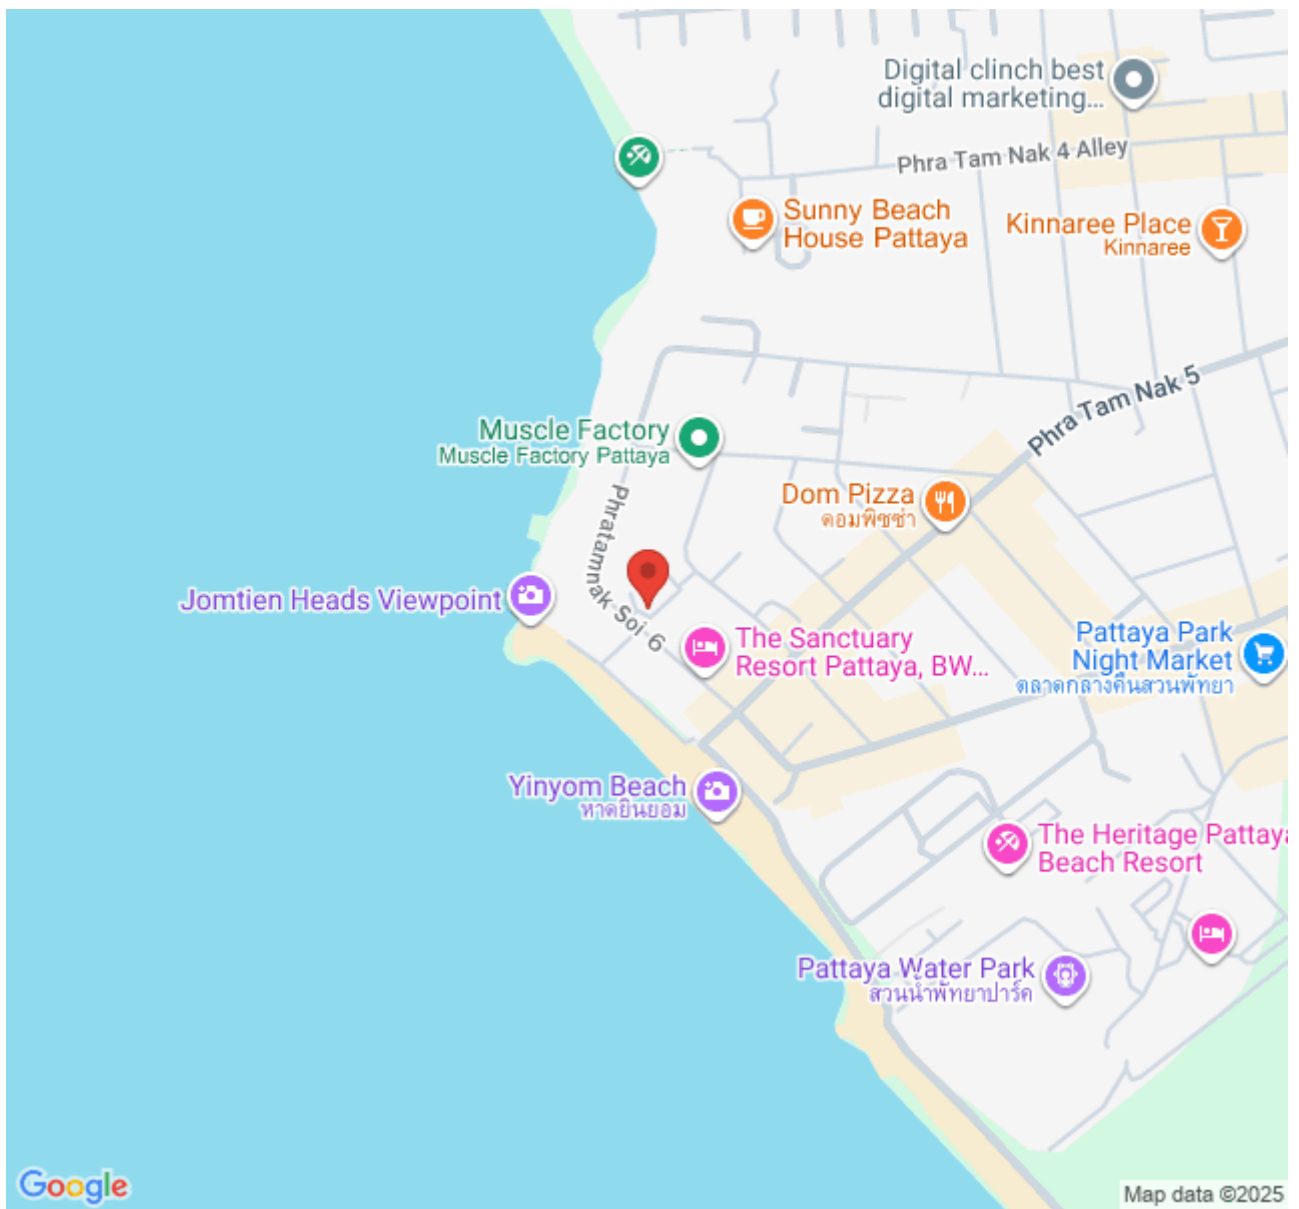 Digital clinch best
digital marketing...
Phra Tam Nak 4 Alley
Sunny Beach
House Pattaya
Kinnaree Place
Kinnaree
Phra Tam Nak 5
Muscle Factory
Muscle Factory Pattaya
Dom Pizza
ดอมพิซซ่า
Phratamnak Soi 6
Jomtien Heads Viewpoint
The Sanctuary
Resort Pattaya, BW...
Pattaya Park
Night Market
ตลาดกลางคืนสวนพัทยา
Yinyom Beach
หาดยินยอม
The Heritage Pattaya
Beach Resort
Pattaya Water Park
สวนน้ำพัทยาปาร์ค
Google
Map data ©2025